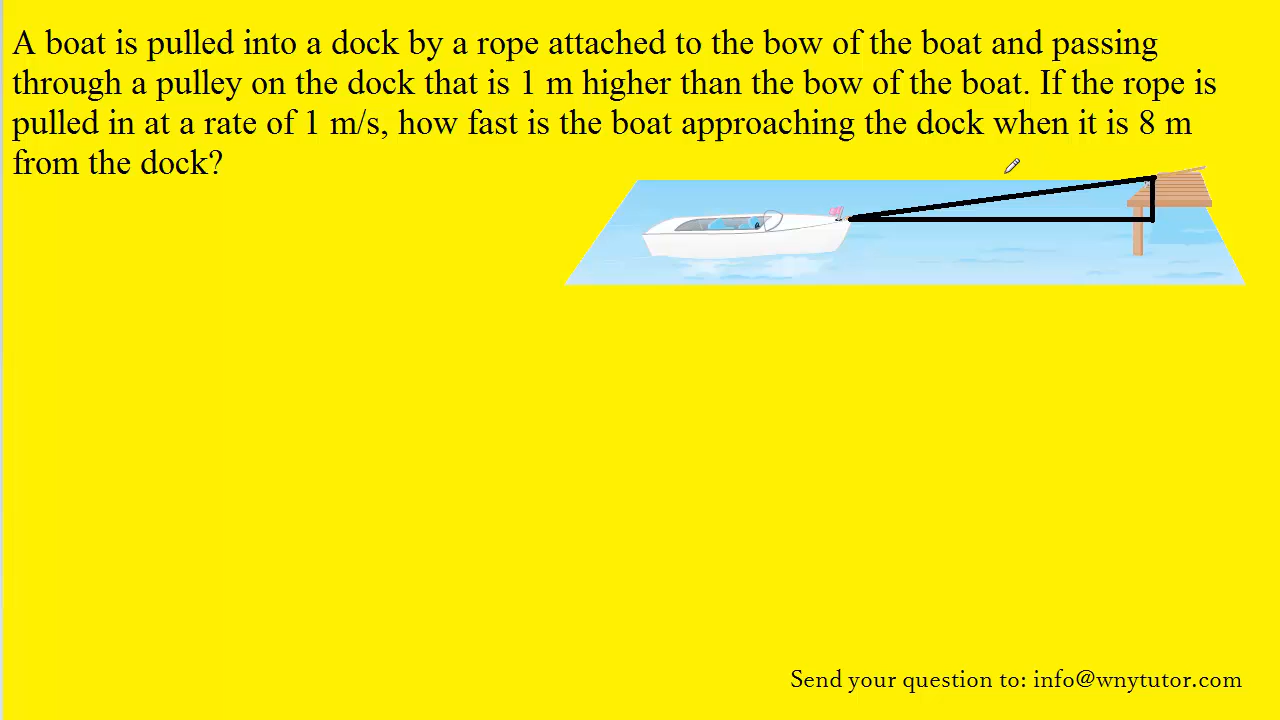 A boat is pulled into a dock by a rope attached to the bow of the boat and passing
through a pulley on the dock that is 1 m higher than the bow of the boat. If the rope is
pulled in at a rate of 1 m/s, how fast is the boat approaching the dock when it is 8 m
from the dock?
Send your question to: info@wnytutor.com